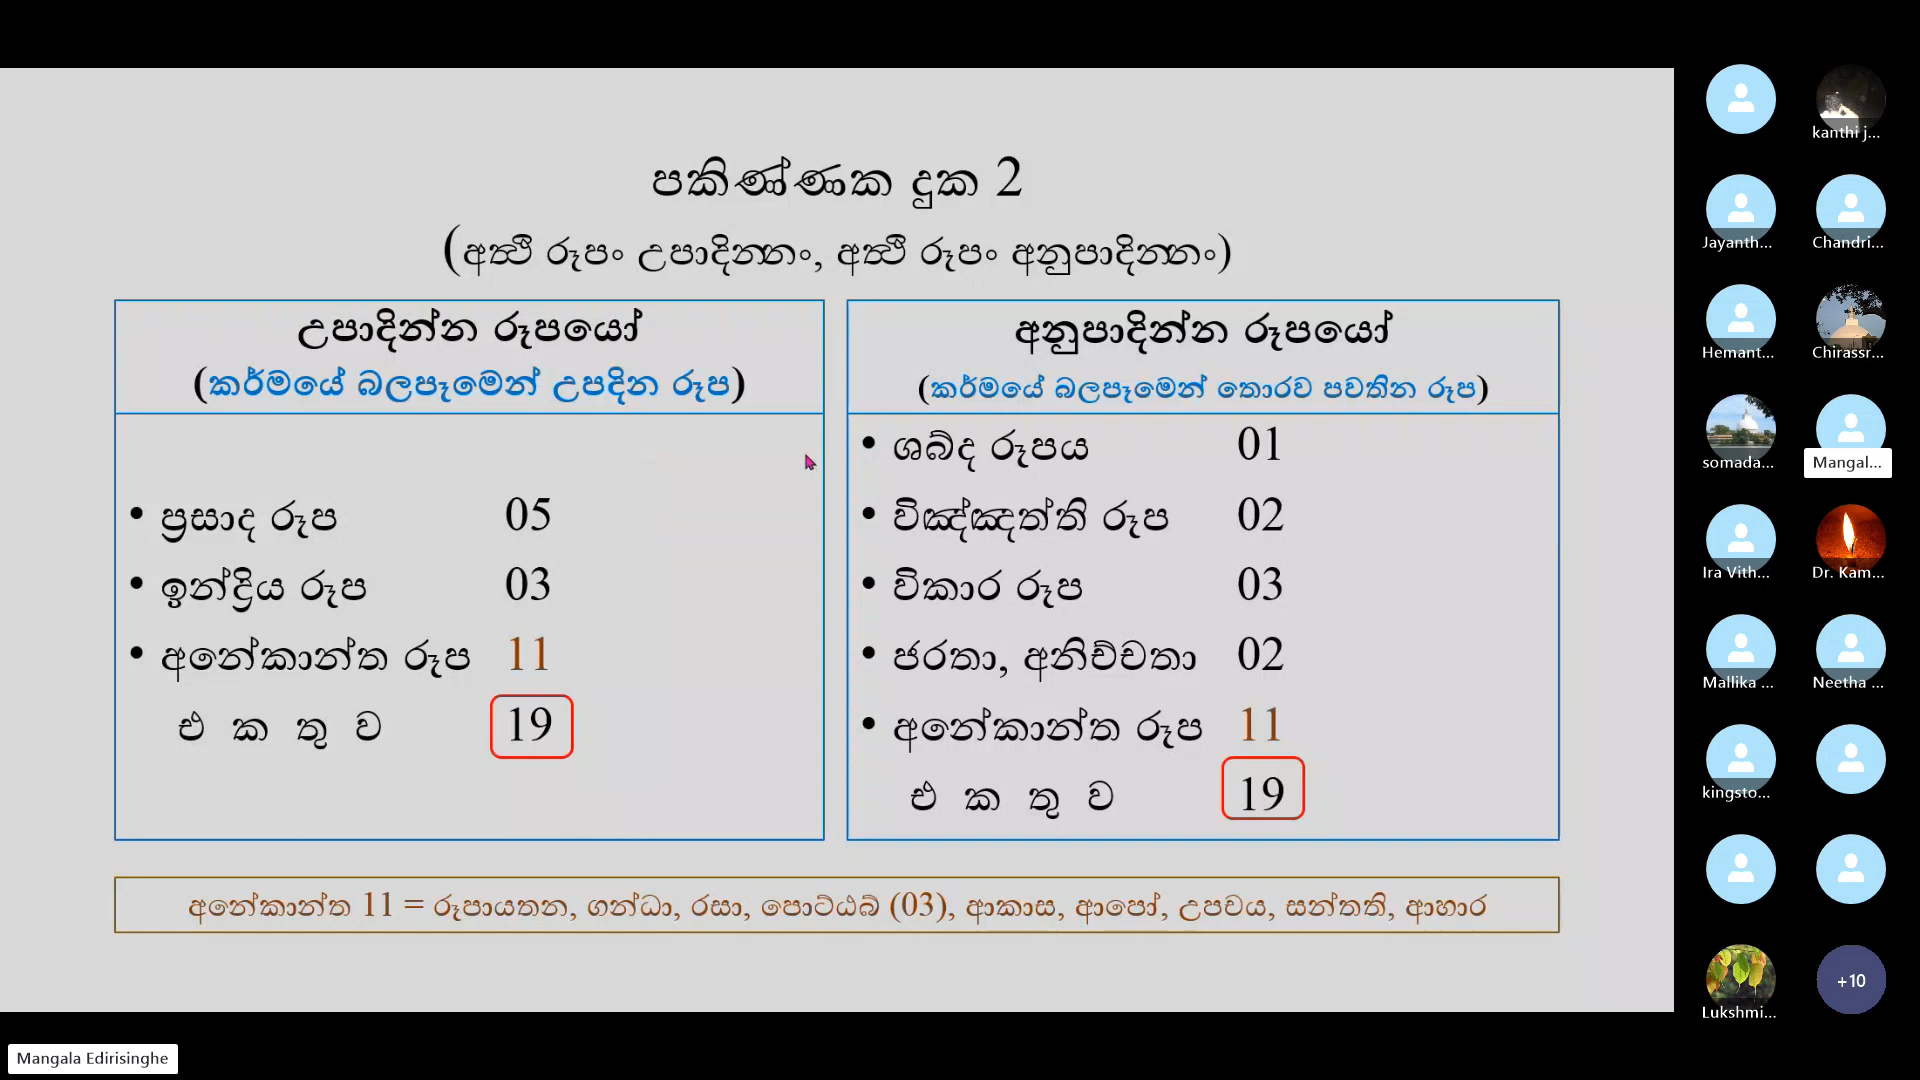 පකිණ්ණක දුක 2
(අත්‍ථි රූපං උපාදින්‍නං, අත්‍ථි රූපං අනුපාදින්‍නං)
උපාදින්න රූපයෝ
(කර්මයේ බලපෑමෙන් උපදින රූප)
• ප්‍රසාද රූප 05
• ඉන්ද්‍රිය රූප 03
• අනේකාන්ත රූප 11
එ ක තු ව 19
අනුපාදින්න රූපයෝ
(කර්මයේ බලපෑමෙන් තොරව පවතින රූප)
• ශබ්ද රූපය 01
• විඤ්ඤත්ති රූප 02
• විකාර රූප 03
• ජරතා, අනිච්චතා 02
• අනේකාන්ත රූප 11
එ ක තු ව 19
අනේකාන්ත 11 = රූපායතන, ගන්ධා, රසා, පොට්ඨබ් (03), ආකාස, ආපෝ, උපචය, සන්තති, ආහාර
kanthi j...
Jayanth...
Chandri...
Hemant...
Chirassr...
somada...
Mangal...
Ira Vith...
Dr. Kam...
Mallika ...
Neetha ...
kingsto...
Lukshmi...
+10
Mangala Edirisinghe